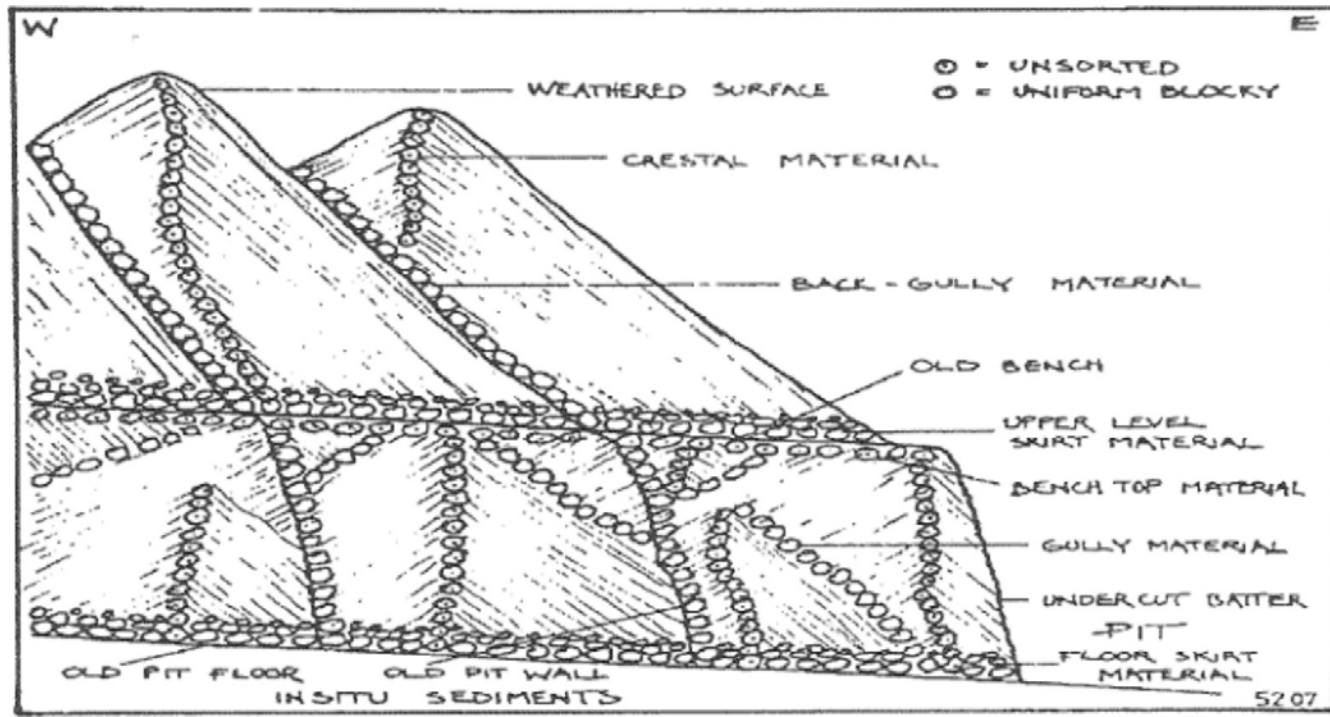 W
E
⊙ = UNSORTED
O = UNIFORM BLOCKY
WEATHERED SURFACE
CRESTAL MATERIAL
BACK-GULLY MATERIAL
OLD BENCH
UPPER LEVEL
SKIRT MATERIAL
BENCH TOP MATERIAL
GULLY MATERIAL
UNDERCUT BATTER
PIT
FLOOR SKIRT
MATERIAL
OLD PIT FLOOR
OLD PIT WALL
INSITU SEDIMENTS
5207